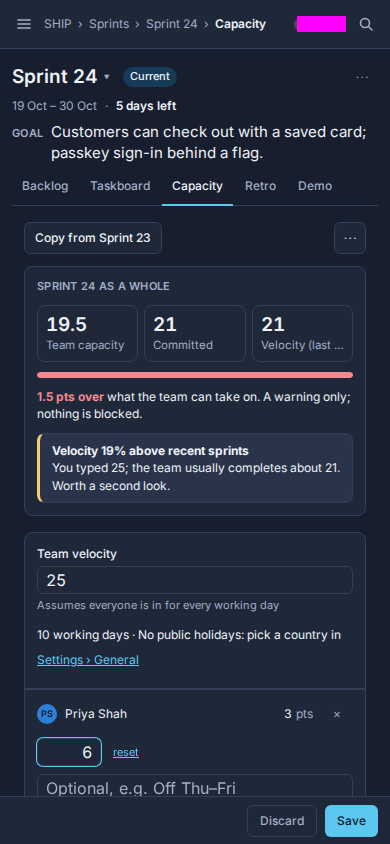 SHIP › Sprints › Sprint 24 › Capacity
Sprint 24 ▾ Current ...
19 Oct – 30 Oct · 5 days left
GOAL Customers can check out with a saved card;
passkey sign-in behind a flag.
Backlog Taskboard Capacity Retro Demo
Copy from Sprint 23 ...
SPRINT 24 AS A WHOLE
19.5 21 21
Team capacity Committed Velocity (last ...
1.5 pts over what the team can take on. A warning only;
nothing is blocked.
Velocity 19% above recent sprints
You typed 25; the team usually completes about 21.
Worth a second look.
Team velocity
25
Assumes everyone is in for every working day
10 working days · No public holidays: pick a country in
Settings › General
PS Priya Shah 3 pts ×
6 reset
Optional, e.g. Off Thu–Fri
Discard Save